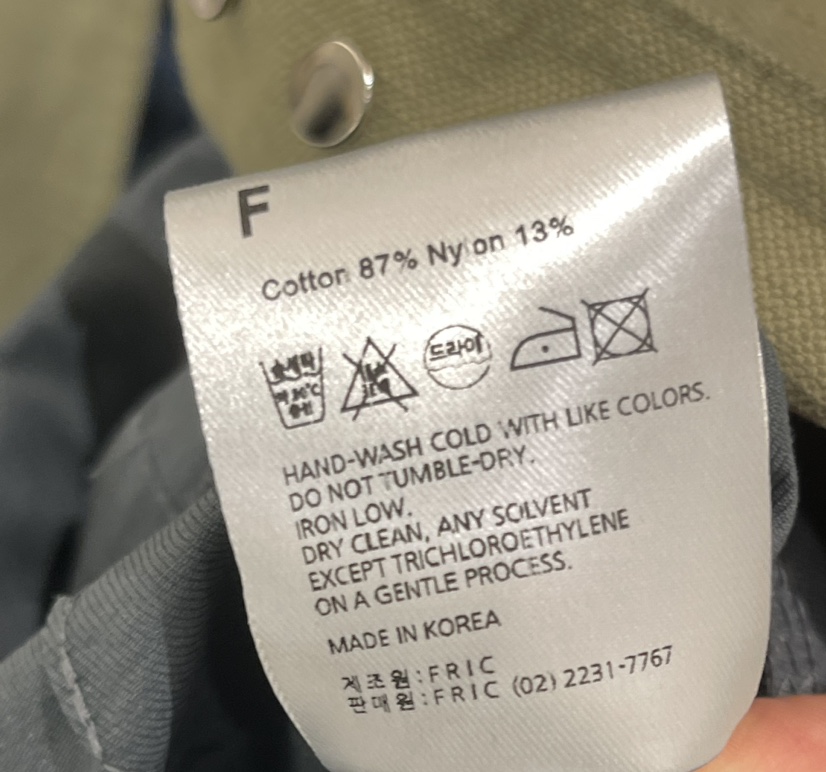 F
Cotton 87% Nylon 13%
드라이
HAND-WASH COLD WITH LIKE COLORS.
DO NOT TUMBLE-DRY.
IRON LOW.
DRY CLEAN, ANY SOLVENT
EXCEPT TRICHLOROETHYLENE
ON A GENTLE PROCESS.
MADE IN KOREA
제조원:FRIC
판매원:FRIC (02) 2231-7767